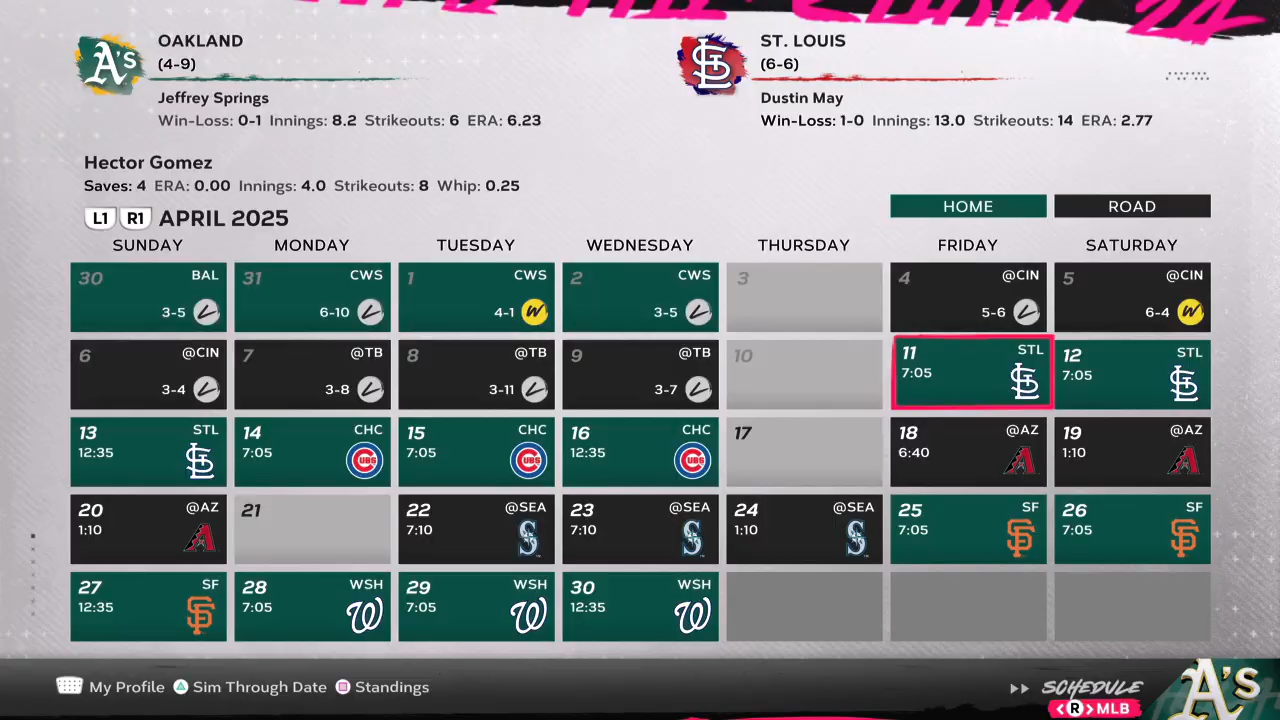 OAKLAND
(4-9)
Jeffrey Springs
Win-Loss: 0-1 Innings: 8.2 Strikeouts: 6 ERA: 6.23
ST. LOUIS
(6-6)
Dustin May
Win-Loss: 1-0 Innings: 13.0 Strikeouts: 14 ERA: 2.77
Hector Gomez
Saves: 4 ERA: 0.00 Innings: 4.0 Strikeouts: 8 Whip: 0.25
L1 R1 APRIL 2025
HOME ROAD
SUNDAY MONDAY TUESDAY WEDNESDAY THURSDAY FRIDAY SATURDAY
30 BAL 31 CWS 1 CWS 2 CWS 3 4 @CIN 5 @CIN
3-5 L 6-10 L 4-1 W 3-5 L 5-6 L 6-4 W
6 @CIN 7 @TB 8 @TB 9 @TB 10 11 STL 12 STL
3-4 L 3-8 L 3-11 L 3-7 L 7:05 7:05
13 STL 14 CHC 15 CHC 16 CHC 17 18 @AZ 19 @AZ
12:35 7:05 CUBS 7:05 CUBS 12:35 CUBS 6:40 1:10
20 @AZ 21 22 @SEA 23 @SEA 24 @SEA 25 SF 26 SF
1:10 7:10 7:10 1:10 7:05 SF 7:05 SF
27 SF 28 WSH 29 WSH 30 WSH
12:35 SF 7:05 W 7:05 W 12:35 W
My Profile Sim Through Date Standings
SCHEDULE
R MLB
A's